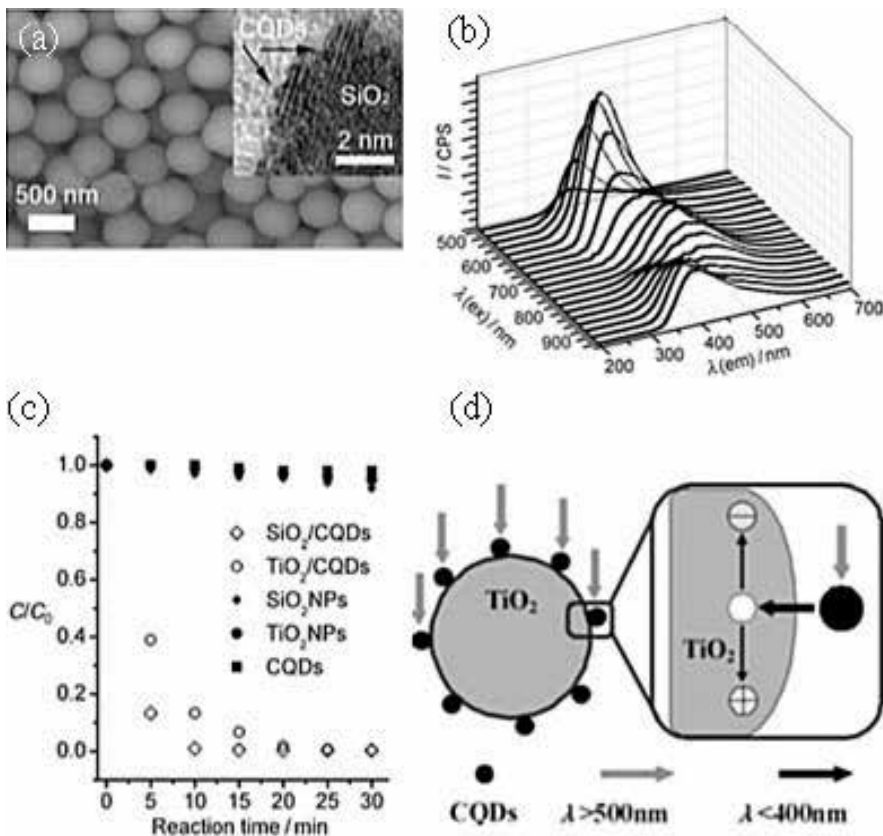 (a)
CQDs
SiO₂
2 nm
500 nm
(b)
I / CPS
500
600
700
800
900
λ(ex) / nm
200
300
400
500
600
700
λ(em) / nm
(c)
1.0
0.8
0.6
0.4
0.2
0.0
C/C₀
SiO₂/CQDs
TiO₂/CQDs
SiO₂NPs
TiO₂NPs
CQDs
0 5 10 15 20 25 30
Reaction time / min
(d)
TiO₂
TiO₂
CQDs
λ>500nm
λ<400nm